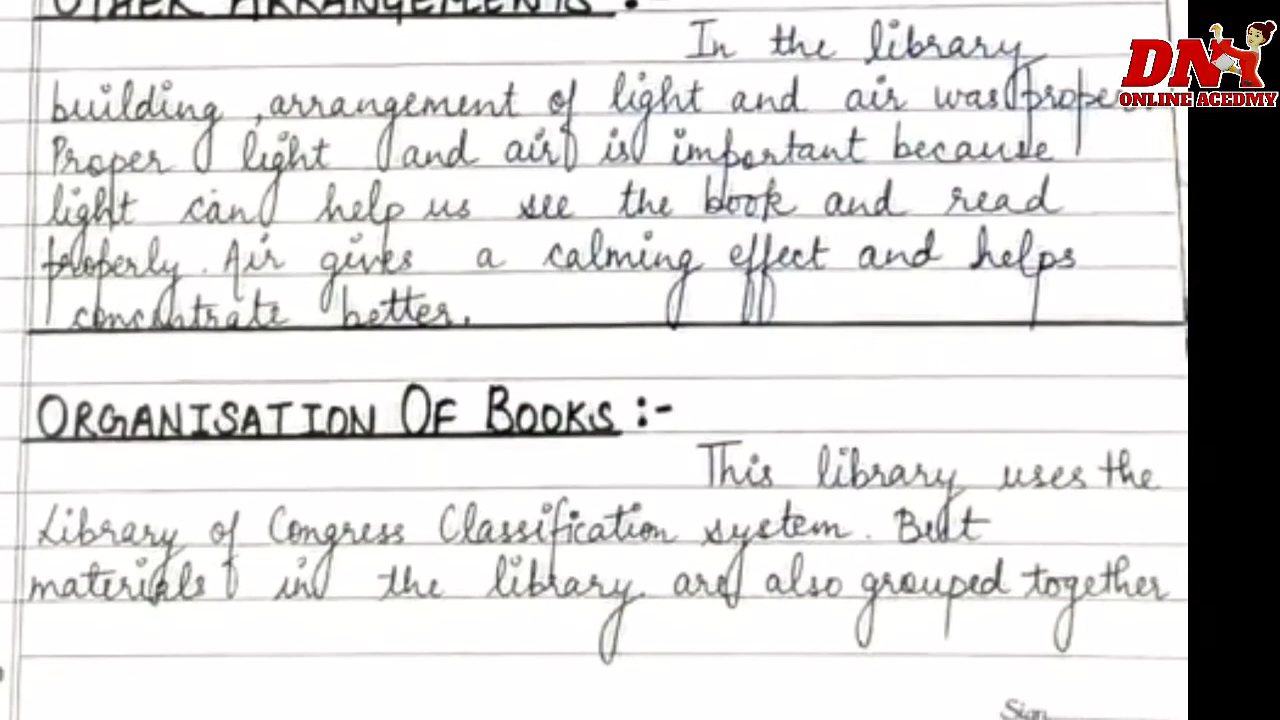 OTHER ARRANGEMENTS :-
In the library
building , arrangement of light and air was proper.
Proper light and air is important because
light can help us see the book and read
properly. Air gives a calming effect and helps
concentrate better.
ORGANISATION OF BOOKS :-
This library uses the
Library of Congress Classification system. But
materials in the library. are also grouped together
Sign
DN
ONLINE ACEDMY